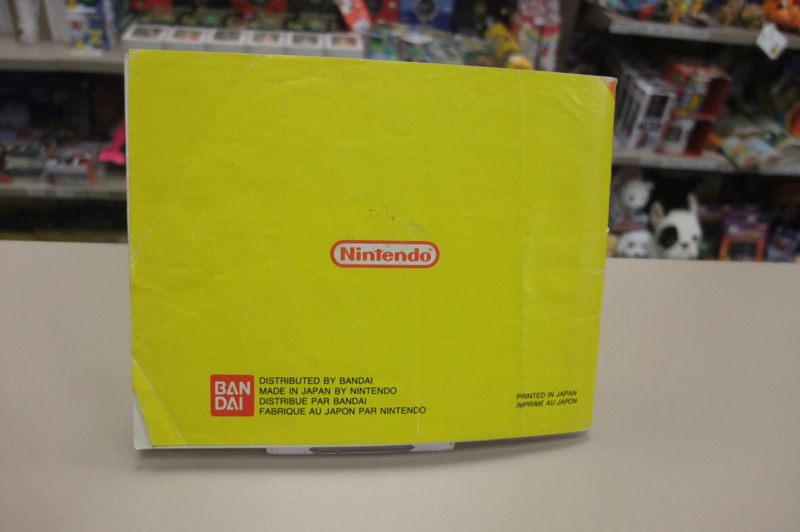 Nintendo®
BAN
DAI
DISTRIBUTED BY BANDAI
MADE IN JAPAN BY NINTENDO
DISTRIBUE PAR BANDAI
FABRIQUE AU JAPON PAR NINTENDO
PRINTED IN JAPAN
IMPRIMÉ AU JAPON